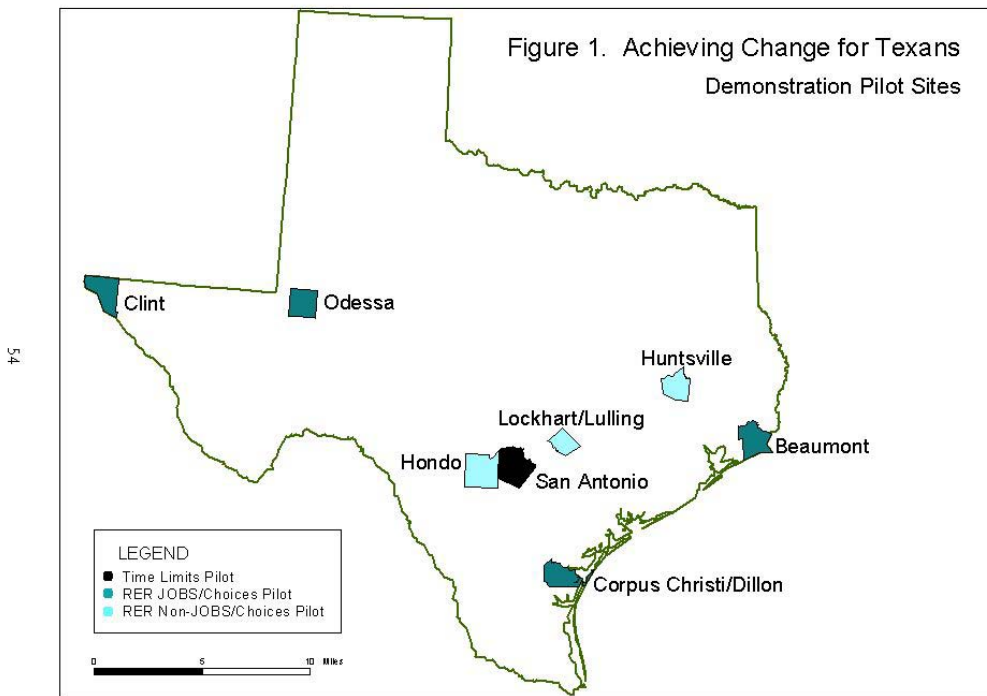 Figure 1. Achieving Change for Texans
Demonstration Pilot Sites
Clint
Odessa
Huntsville
Lockhart/Lulling
Beaumont
Hondo
San Antonio
Corpus Christi/Dillon
LEGEND
Time Limits Pilot
RER JOBS/Choices Pilot
RER Non-JOBS/Choices Pilot
0 5 10 Miles
54